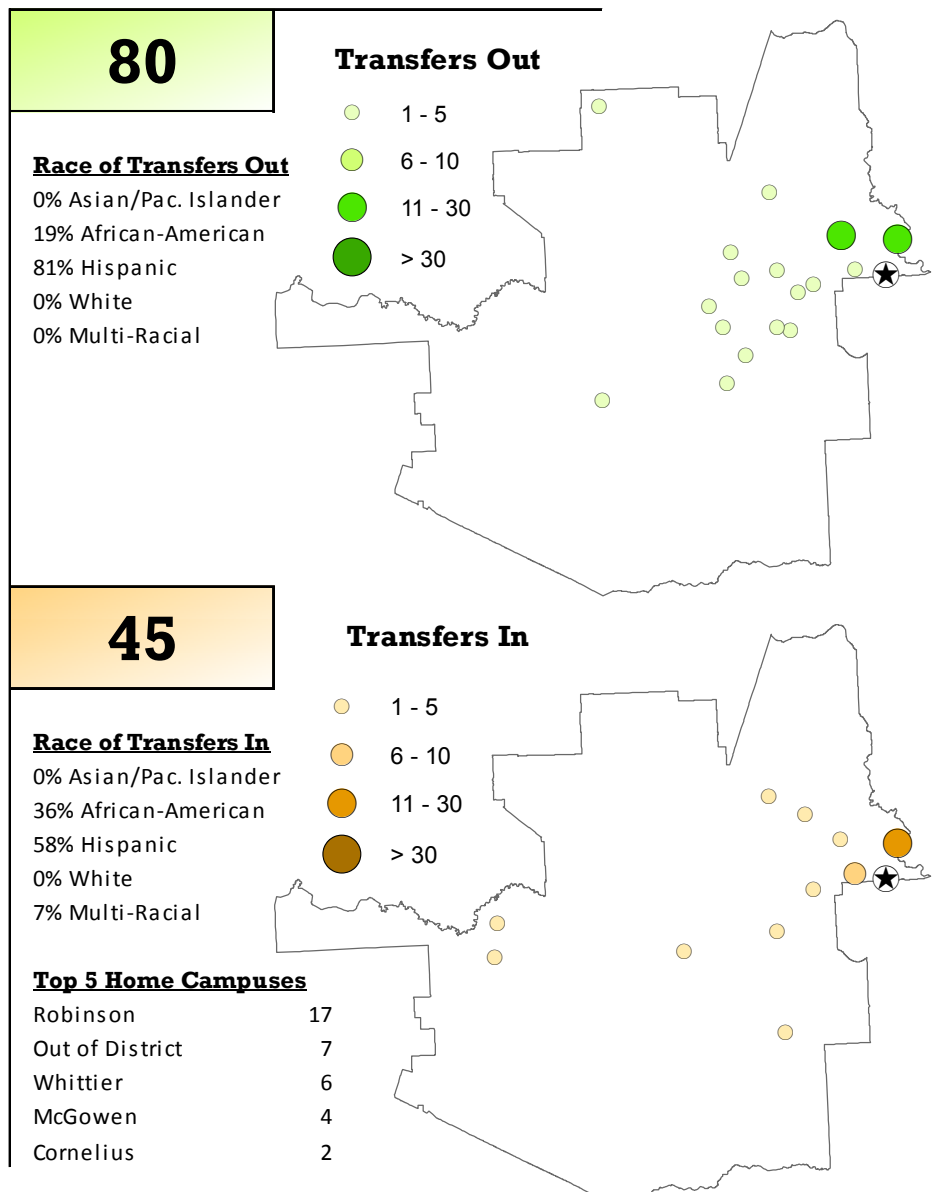 80
Transfers Out
1 - 5
6 - 10
11 - 30
> 30
Race of Transfers Out
0% Asian/Pac. Islander
19% African-American
81% Hispanic
0% White
0% Multi-Racial
45
Transfers In
1 - 5
6 - 10
11 - 30
> 30
Race of Transfers In
0% Asian/Pac. Islander
36% African-American
58% Hispanic
0% White
7% Multi-Racial
Top 5 Home Campuses
Robinson 17
Out of District 7
Whittier 6
McGowen 4
Cornelius 2